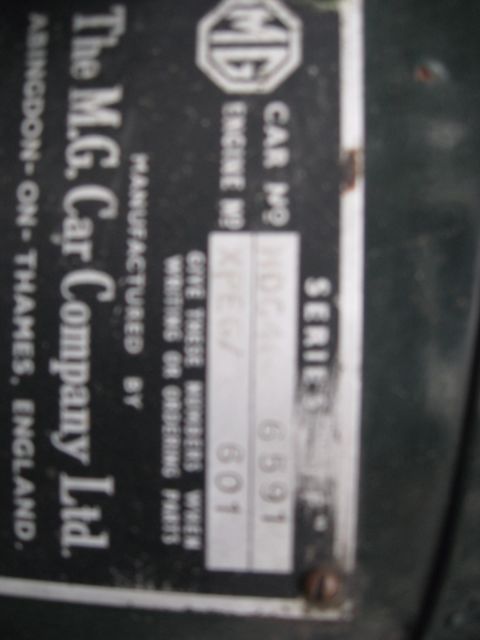 SERIES
MG
CAR Nº 6591
ENGINE Nº XPEG/ 601
GIVE THESE NUMBERS WHEN
WRITING OR ORDERING PARTS
MANUFACTURED BY
The M.G. Car Company Ltd.
ABINGDON-ON-THAMES, ENGLAND.